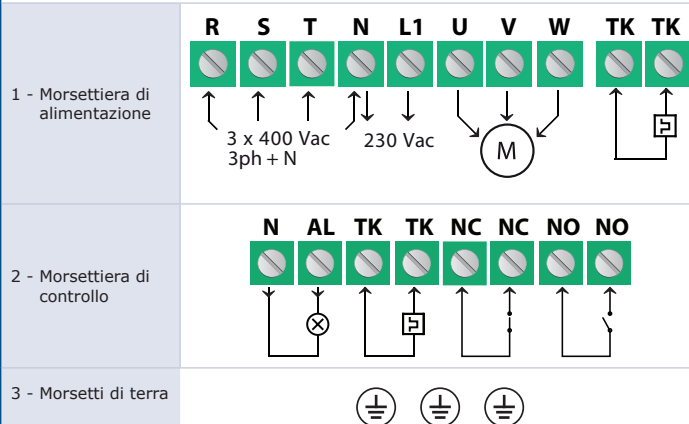 R S T N L1 U V W TK TK
1 - Morsettiera di
alimentazione
3 x 400 Vac
3ph + N
230 Vac
M
N AL TK TK NC NC NO NO
2 - Morsettiera di
controllo
3 - Morsetti di terra